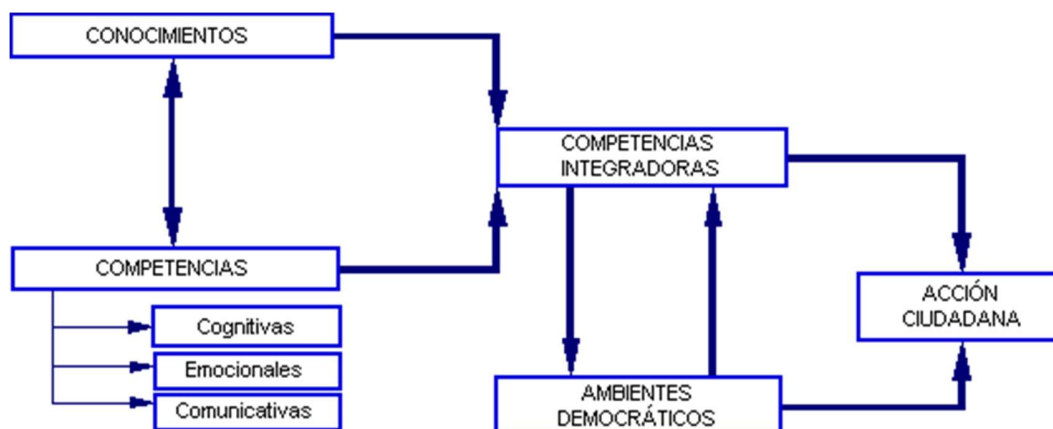 CONOCIMIENTOS
COMPETENCIAS
INTEGRADORAS
COMPETENCIAS
Cognitivas
Emocionales
Comunicativas
AMBIENTES
DEMOCRÁTICOS
ACCIÓN
CIUDADANA